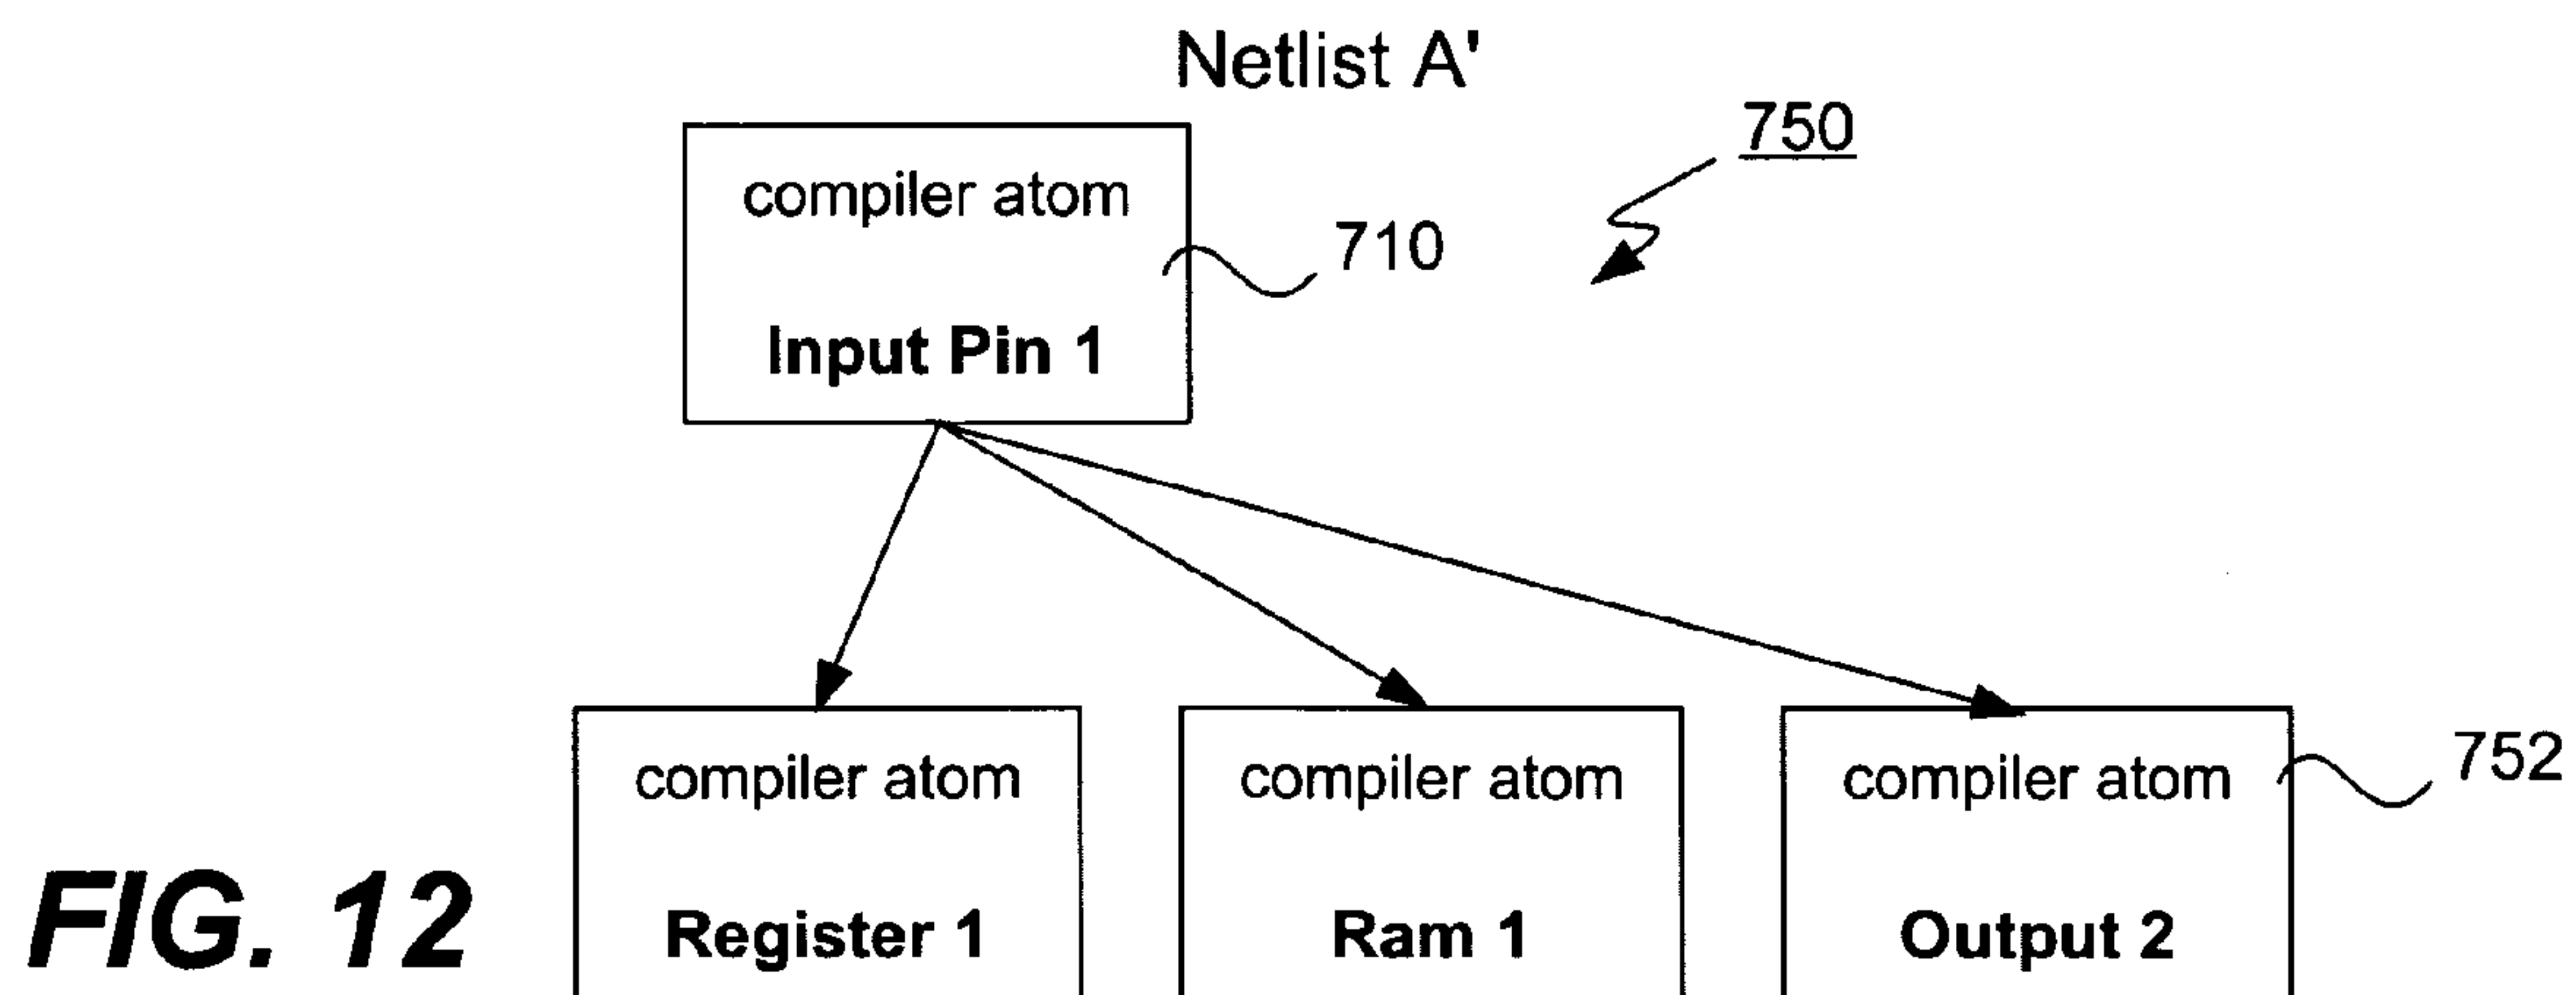 Netlist A'
750
compiler atom
710
Input Pin 1
compiler atom
compiler atom
compiler atom
752
Register 1
Ram 1
Output 2
FIG. 12